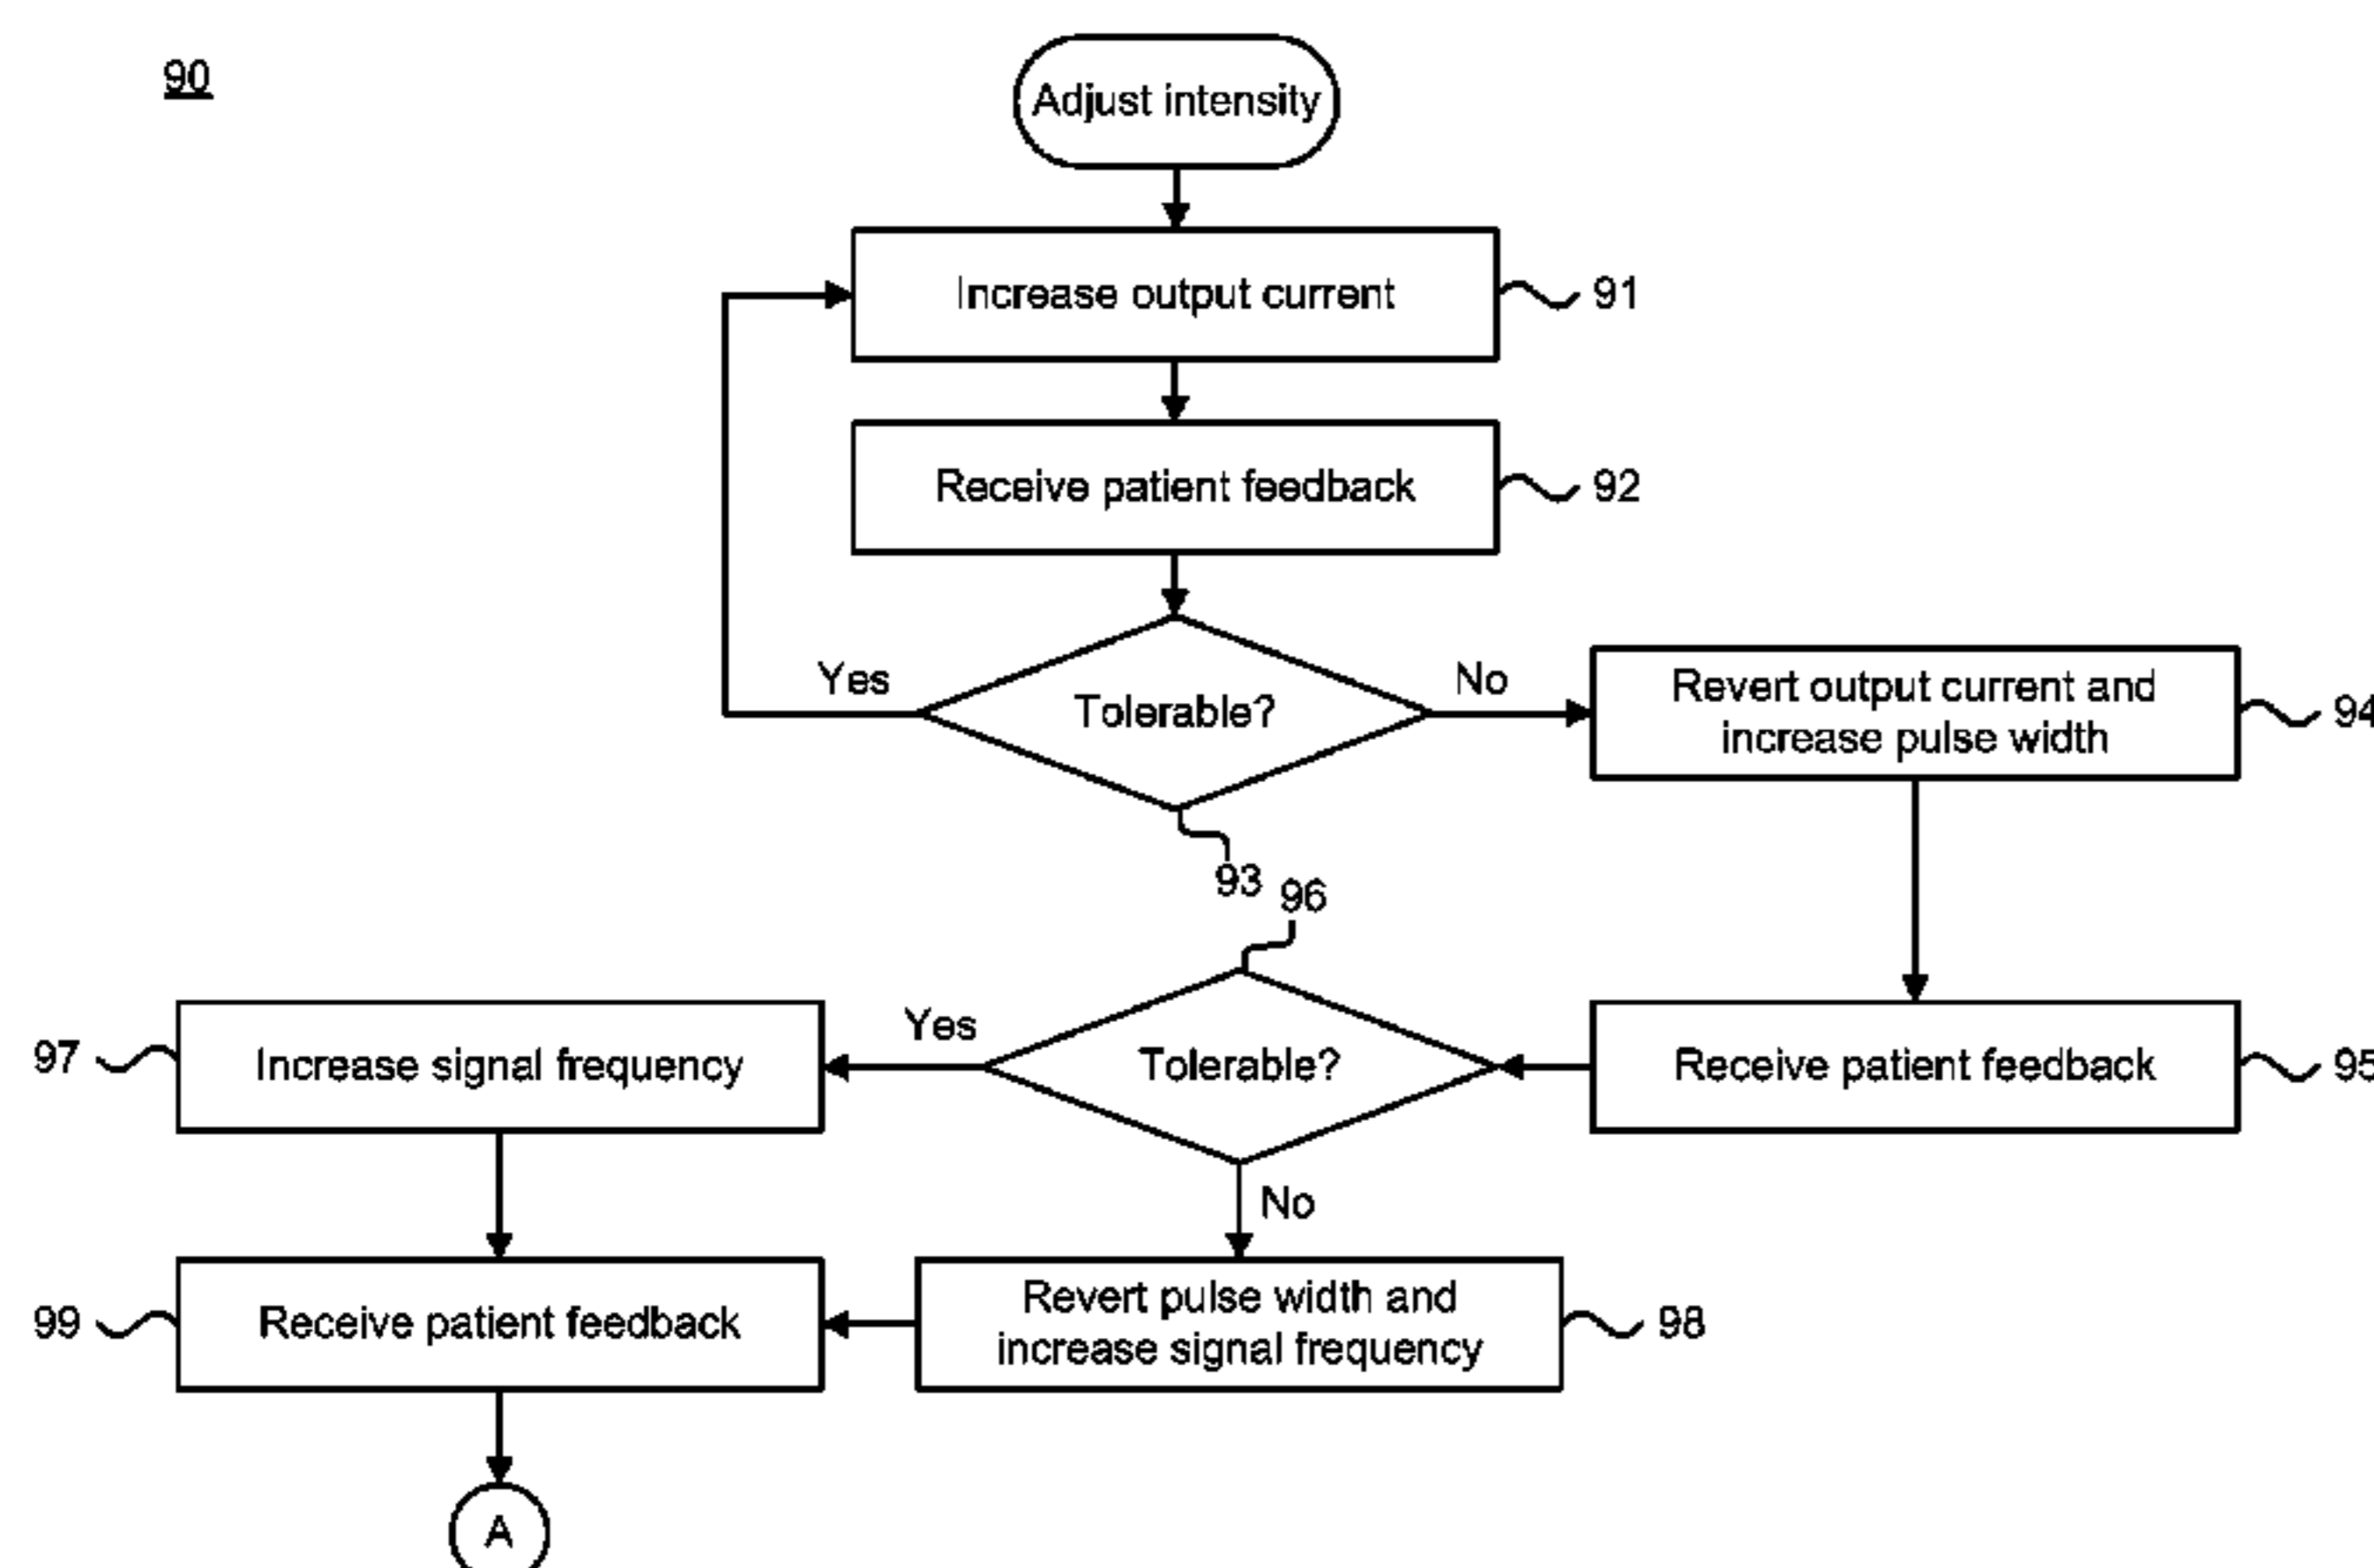 90
Adjust intensity
Increase output current
91
Receive patient feedback
92
Yes
Tolerable?
No
Revert output current and
increase pulse width
94
93
96
97
Increase signal frequency
Yes
Tolerable?
Receive patient feedback
95
No
99
Receive patient feedback
Revert pulse width and
increase signal frequency
98
A